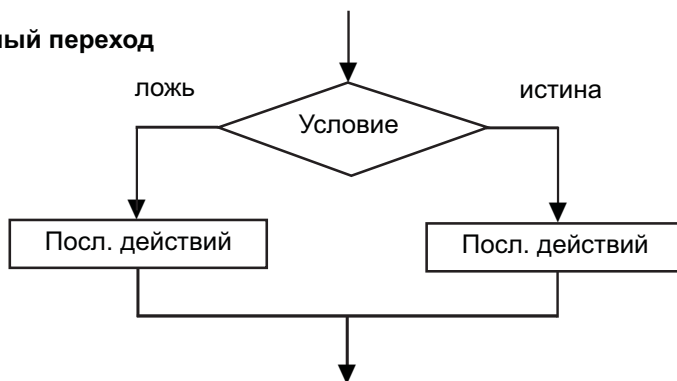 ный переход
ложь
истина
Условие
Посл. действий
Посл. действий